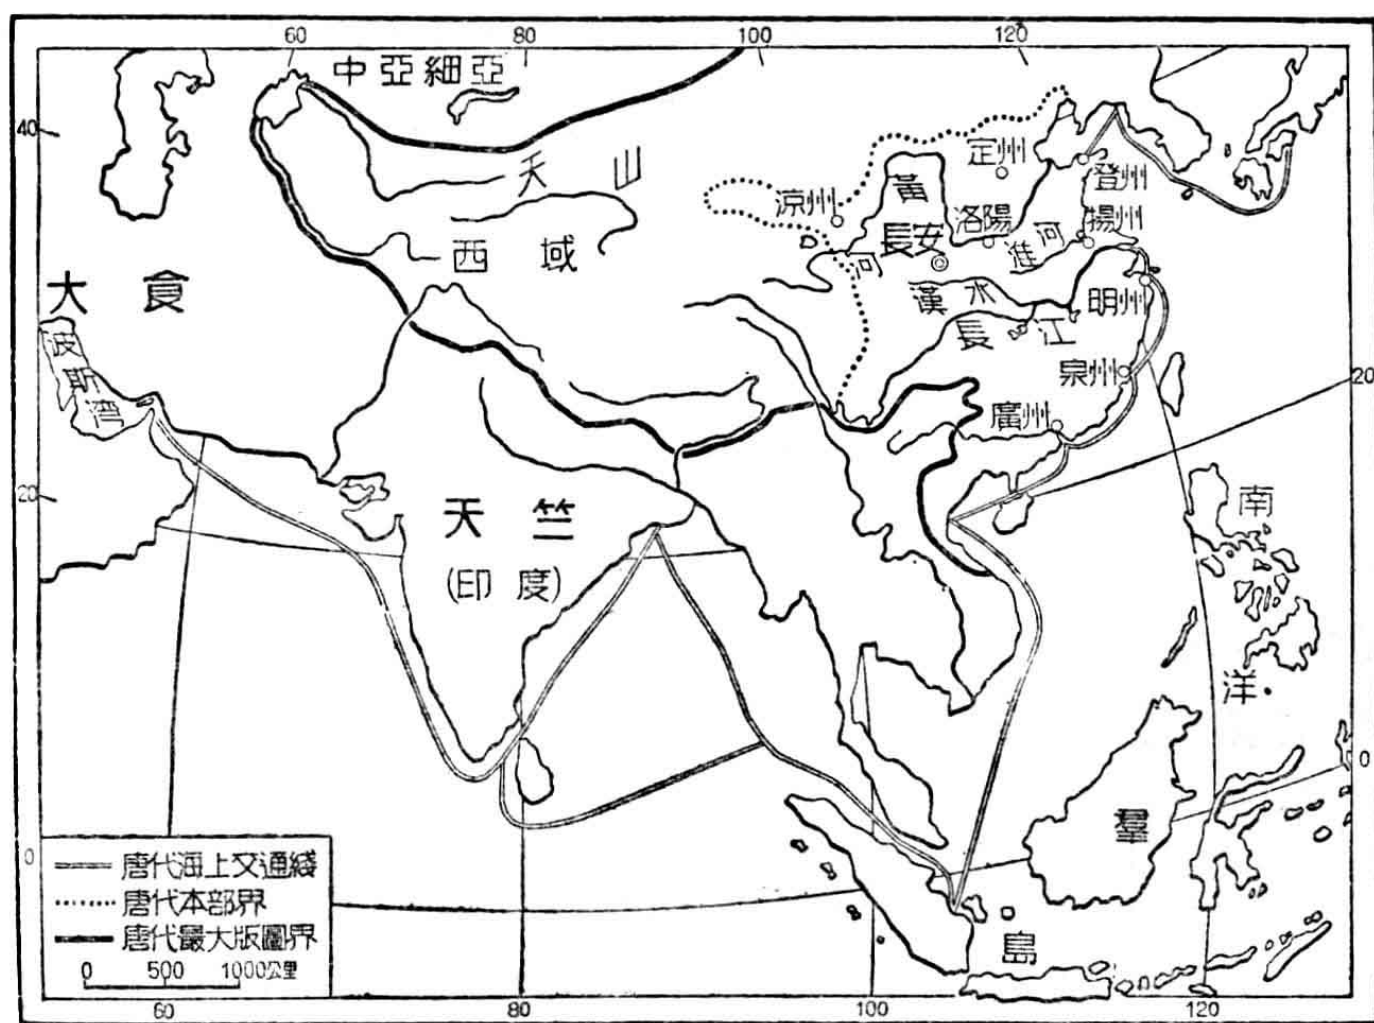 60 80 100 120
中亞細亞
40
天山
定州
登州
黃
涼州
洛陽
揚州
長安
淮河
河
西域
大食
漢水
明州
長江
波斯湾
泉州
20
廣州
20
天竺
南
(印度)
洋
0
羣
0
唐代海上交通綫
唐代本部界
島
唐代最大版圖界
0 500 1000公里
60 80 100 120